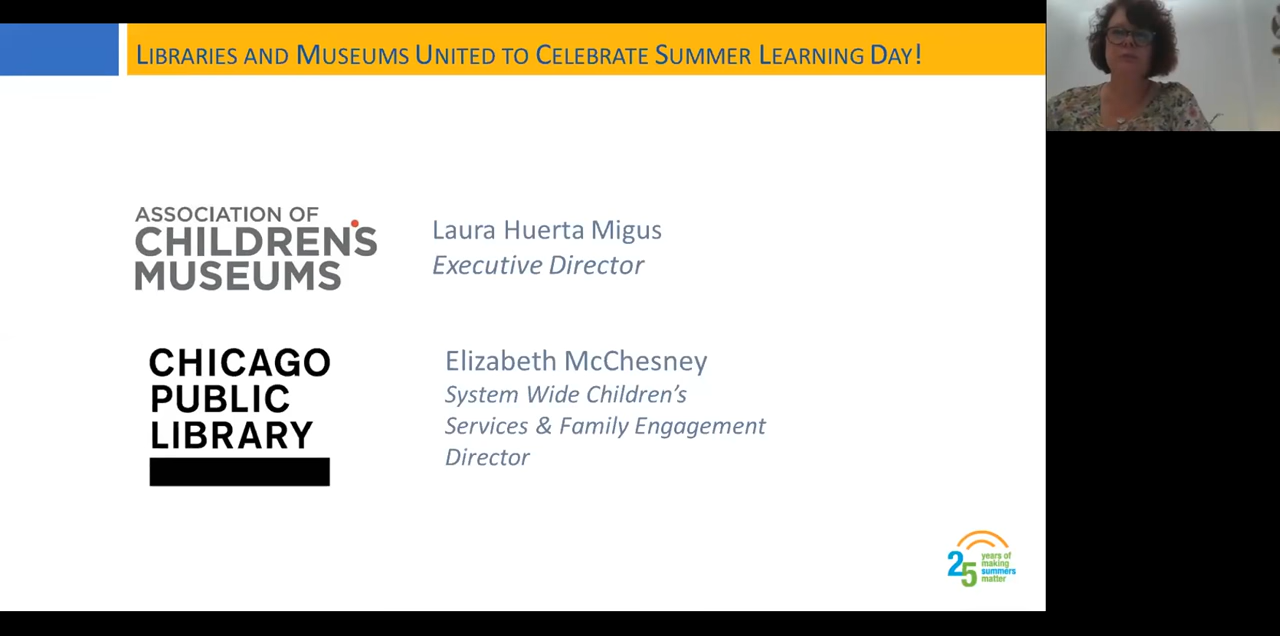 LIBRARIES AND MUSEUMS UNITED TO CELEBRATE SUMMER LEARNING DAY!
ASSOCIATION OF
CHILDREN'S
MUSEUMS
Laura Huerta Migus
Executive Director
CHICAGO
PUBLIC
LIBRARY
Elizabeth McChesney
System Wide Children’s
Services & Family Engagement
Director
25 years of
making
summers
matter